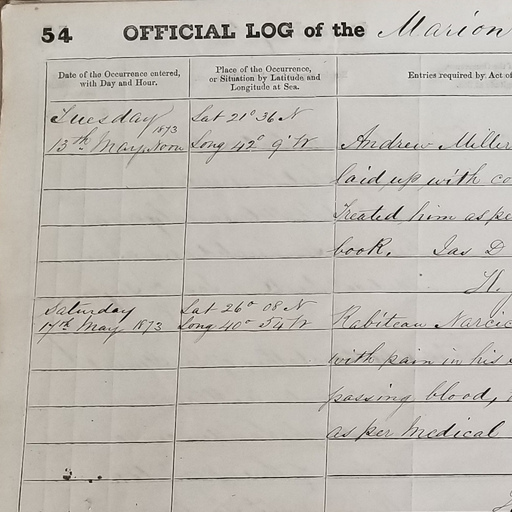 54 OFFICIAL LOG of the Marion
Date of the Occurrence entered, with Day and Hour.
Place of the Occurrence, or Situation by Latitude and Longitude at Sea.
Entries required by Act of
Tuesday
1873
13th May, Noon
Lat 21° 36 N
Long 42° 9' W
Andrew Miller
laid up with co
Treated him as pe
book. Jas D
H.
Saturday
17th May 1873
Lat 26° 08 N
Long 40° 54 W
Rabiteau Narcic
with pain in his
passing blood,
as per Medical